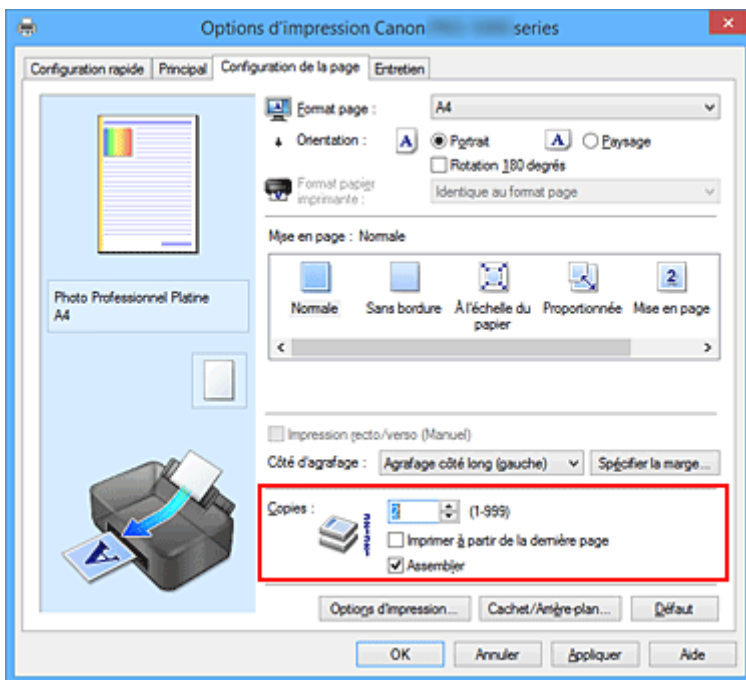 Options d'impression Canon series
Configuration rapide Principal Configuration de la page Entretien
Format page : A4
Orientation : A Portrait A Paysage
Rotation 180 degrés
Format papier imprimante : Identique au format page
Mise en page : Normale
2
Normale Sans bordure À l'échelle du papier Proportionnée Mise en page
Photo Professionnel Platine
A4
Impression recto/verso (Manuel)
Côté d'agrafage : Agrafage côté long (gauche) Spécifier la marge...
Copies : 2 (1-999)
Imprimer à partir de la dernière page
Assembler
A
Options d'impression... Cachet/Arrière-plan... Défaut
OK Annuler Appliquer Aide